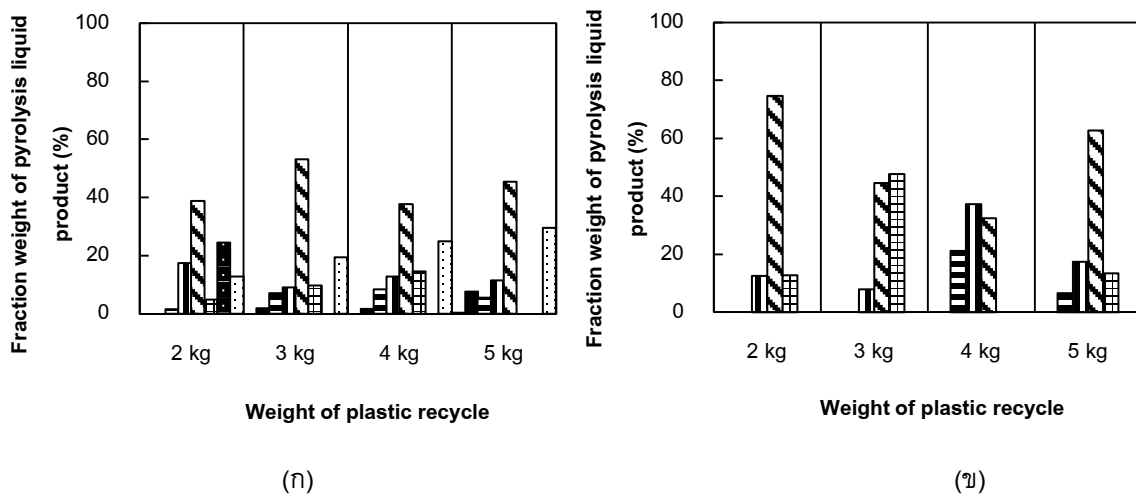 Fraction weight of pyrolysis liquid
product (%)
100
80
60
40
20
0
2 kg 3 kg 4 kg 5 kg
Weight of plastic recycle
(ก)
Fraction weight of pyrolysis liquid
product (%)
100
80
60
40
20
0
2 kg 3 kg 4 kg 5 kg
Weight of plastic recycle
(ข)